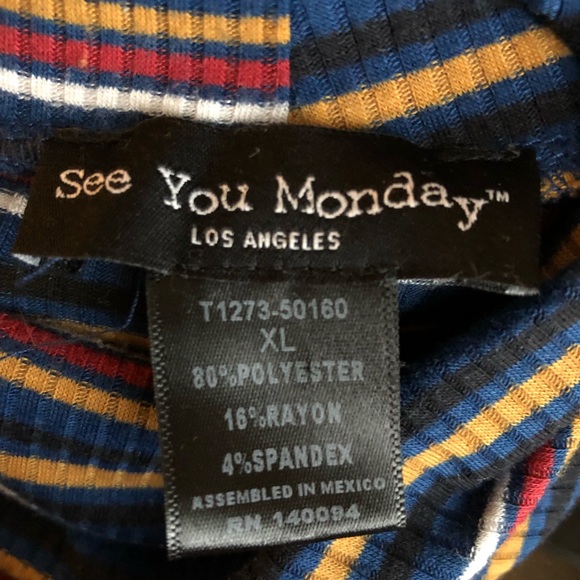 See You Monday™
LOS ANGELES
T1273-50160
XL
80%POLYESTER
16%RAYON
4%SPANDEX
ASSEMBLED IN MEXICO
RN 140094